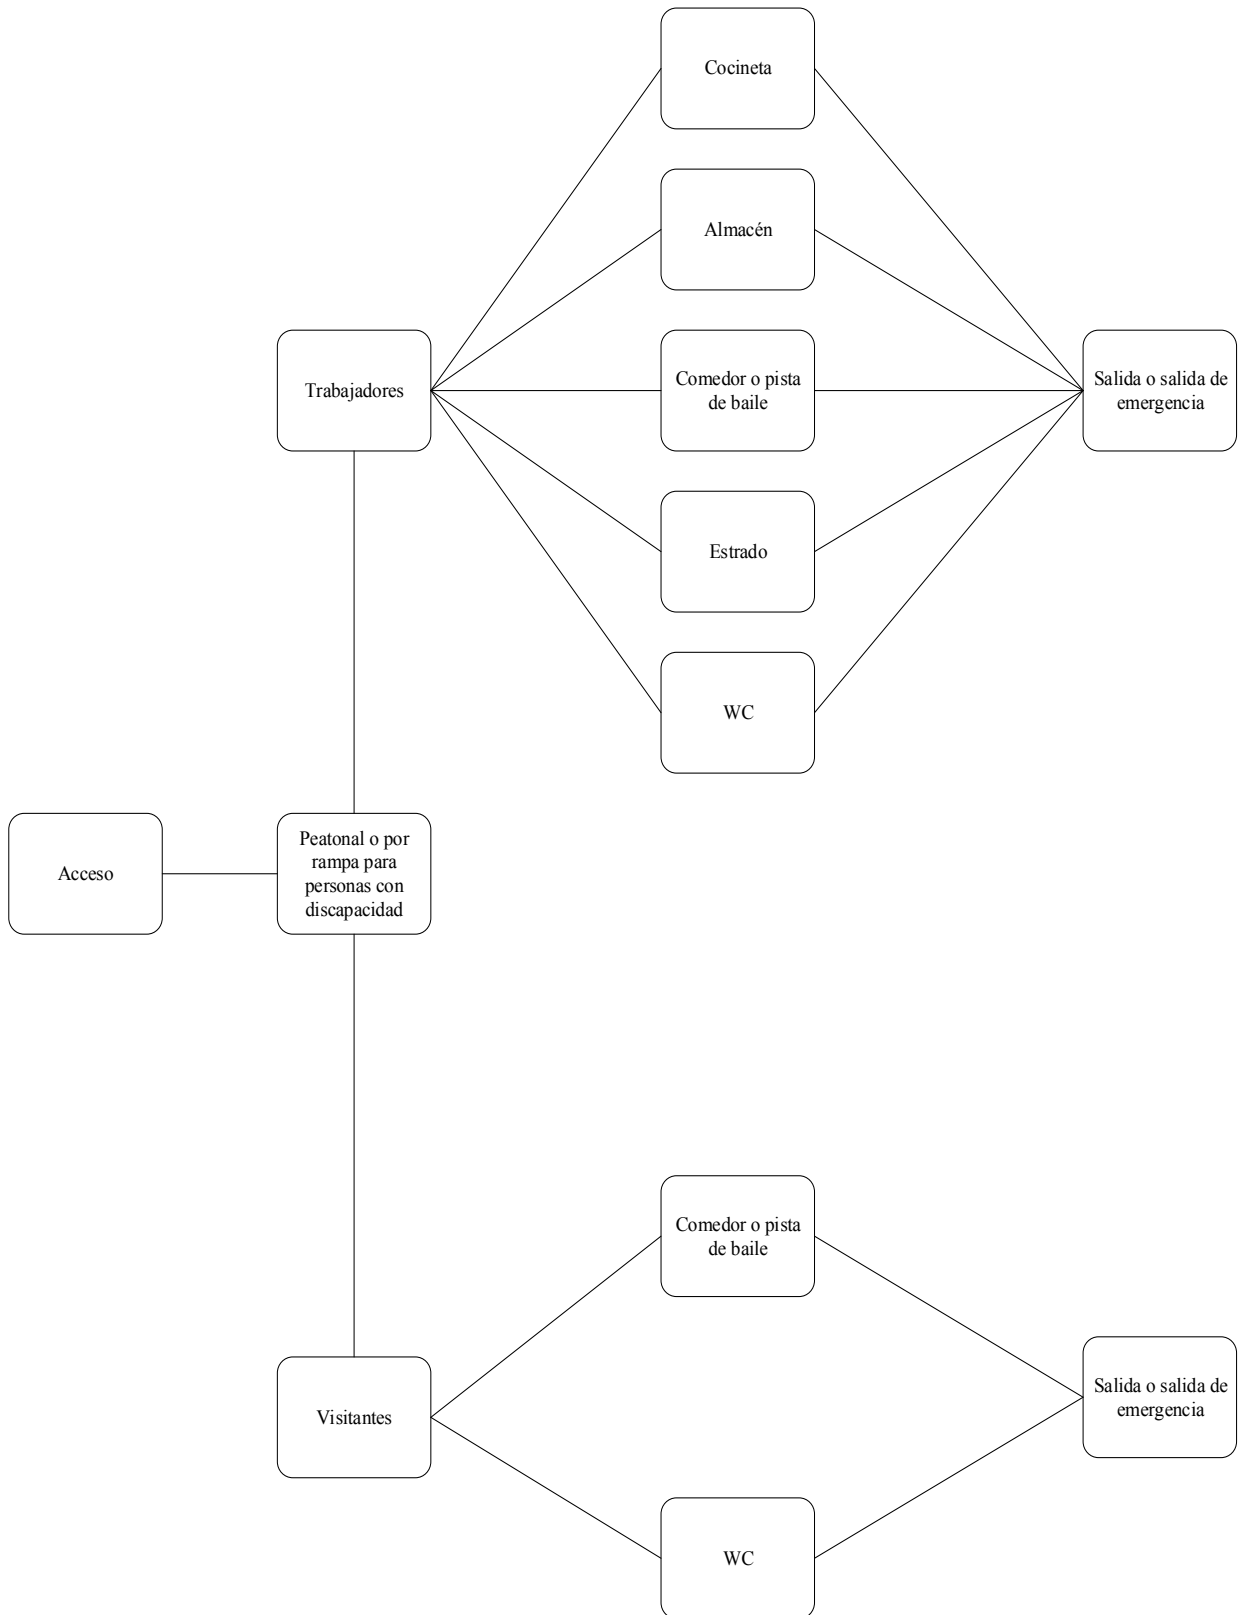 Cocineta
Almacén
Trabajadores
Comedor o pista
de baile
Salida o salida de
emergencia
Estrado
WC
Acceso
Peatonal o por
rampa para
personas con
discapacidad
Comedor o pista
de baile
Visitantes
Salida o salida de
emergencia
WC